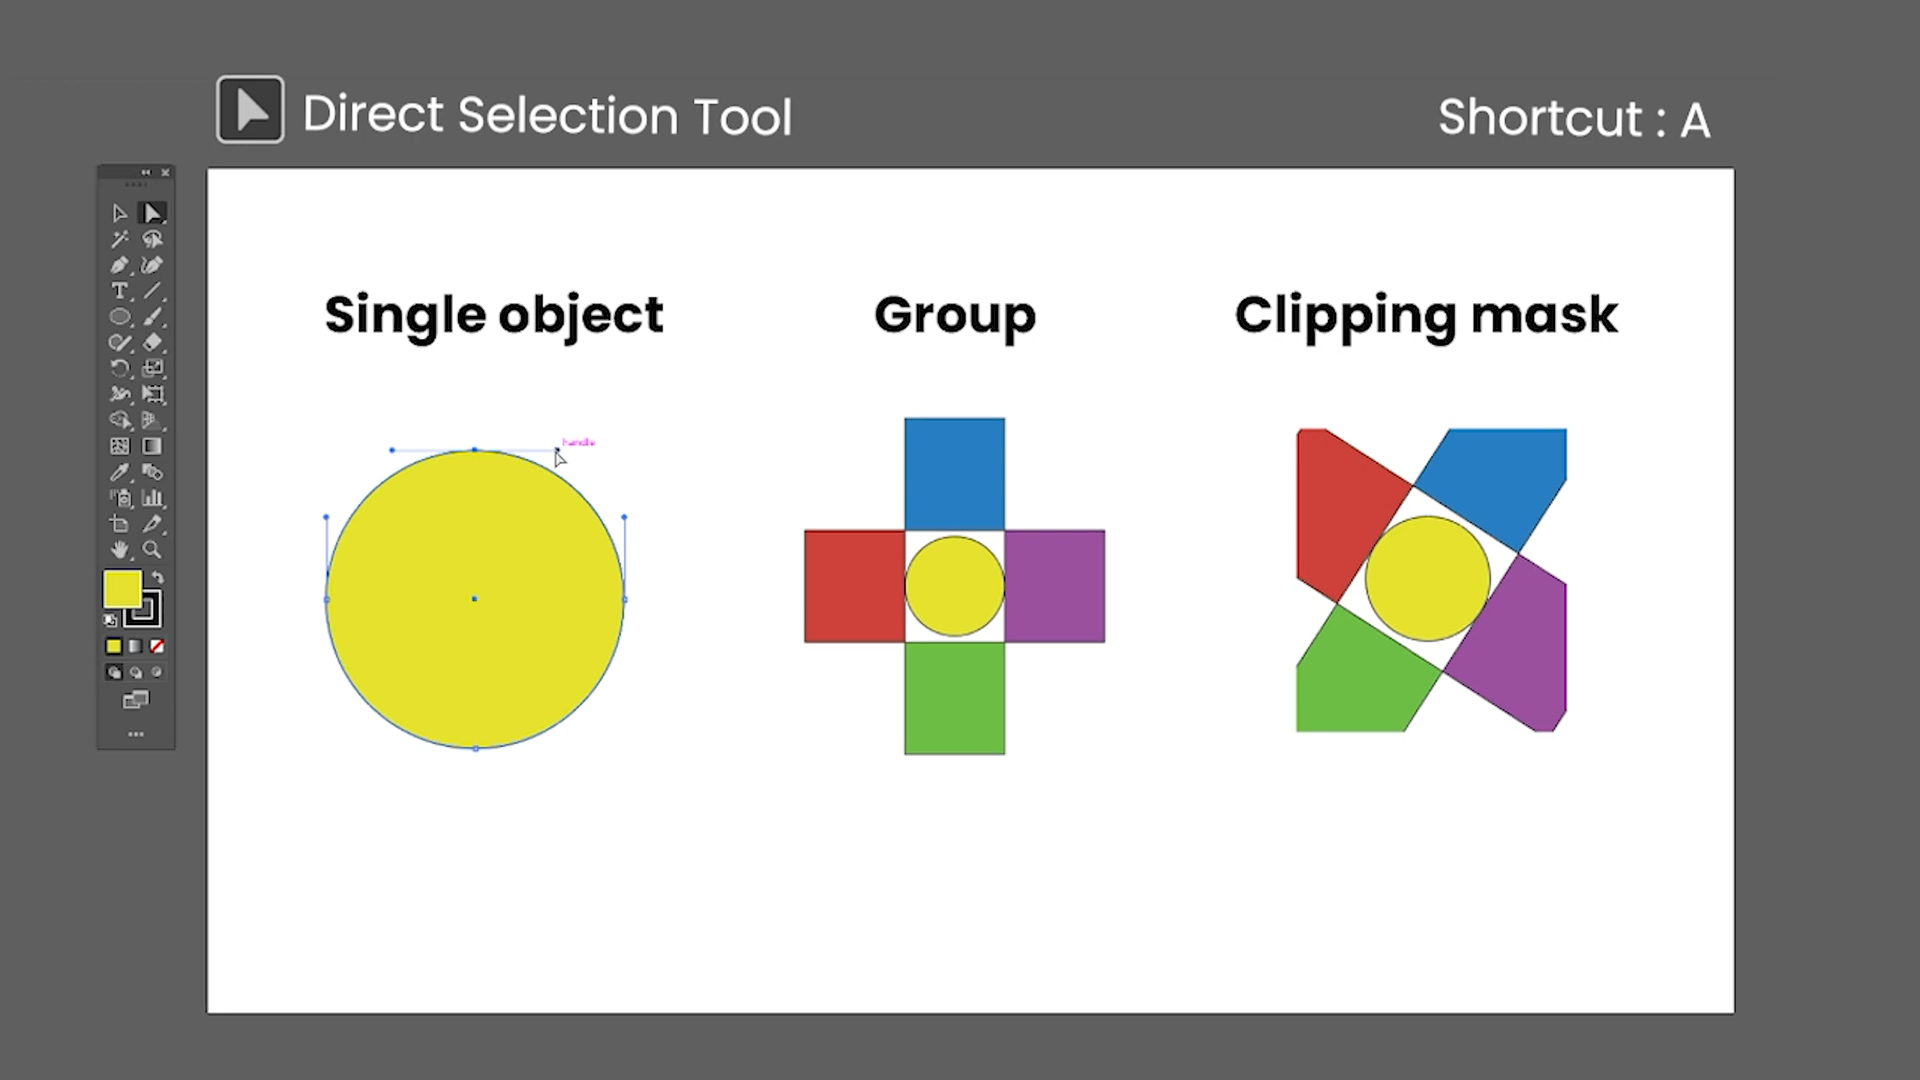 Direct Selection Tool
Shortcut : A
Single object
Group
Clipping mask
handle